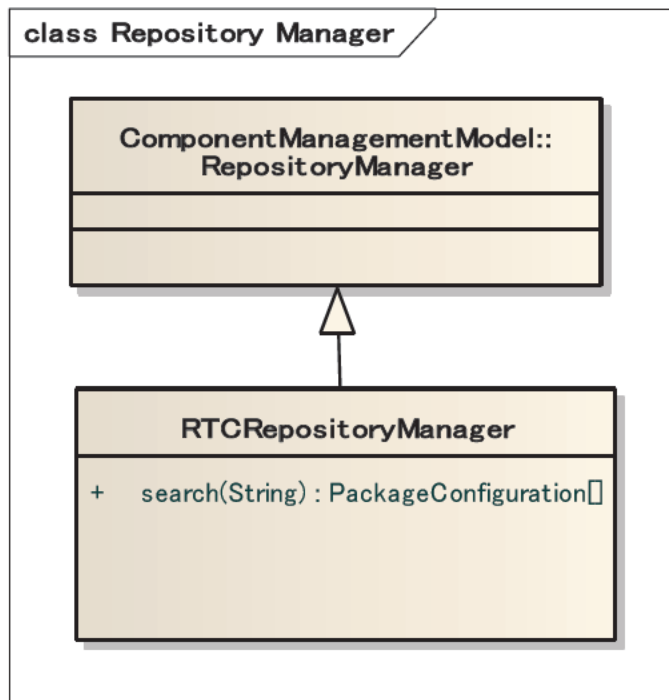 class Repository Manager
ComponentManagementModel::
RepositoryManager
RTCRepositoryManager
+ search(String) : PackageConfiguration[]